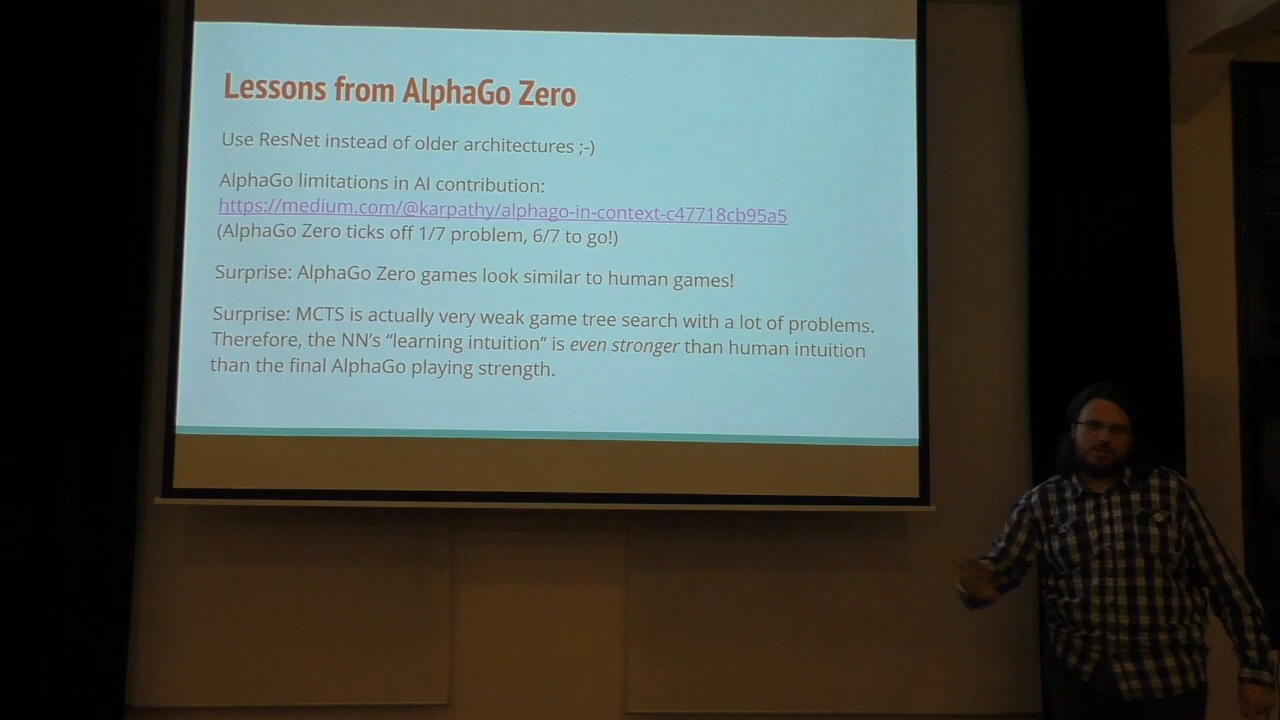 Lessons from AlphaGo Zero
Use ResNet instead of older architectures ;-)
AlphaGo limitations in AI contribution:
https://medium.com/@karpathy/alphago-in-context-c47718cb95a5
(AlphaGo Zero ticks off 1/7 problem, 6/7 to go!)
Surprise: AlphaGo Zero games look similar to human games!
Surprise: MCTS is actually very weak game tree search with a lot of problems.
Therefore, the NN's “learning intuition” is even stronger than human intuition
than the final AlphaGo playing strength.